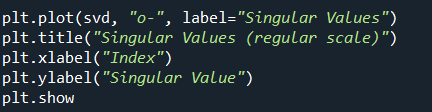 plt.plot(svd, "o-", label="Singular Values")
plt.title("Singular Values (regular scale)")
plt.xlabel("Index")
plt.ylabel("Singular Value")
plt.show